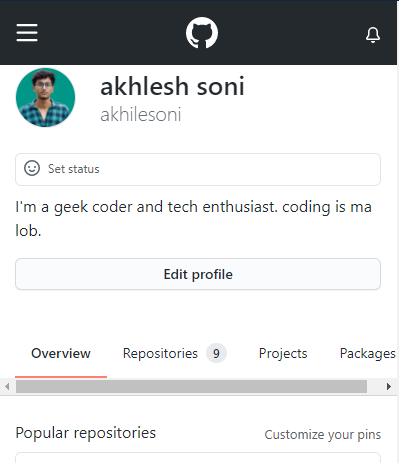 akhlesh soni
akhilesoni
Set status
I'm a geek coder and tech enthusiast. coding is ma
lob.
Edit profile
Overview Repositories 9 Projects Packages
Popular repositories Customize your pins